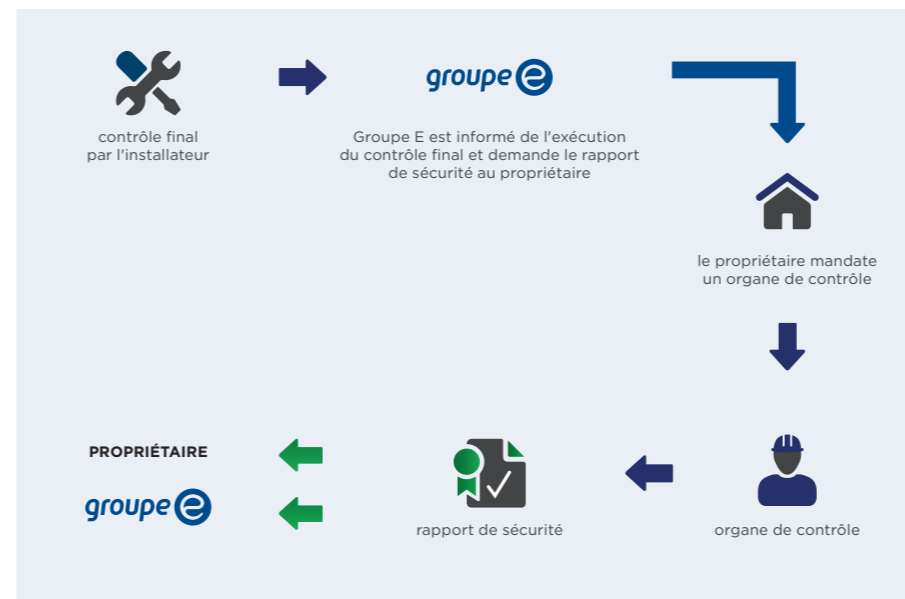 contrôle final
par l'installateur
groupe e
Groupe E est informé de l'exécution
du contrôle final et demande le rapport
de sécurité au propriétaire
le propriétaire mandate
un organe de contrôle
organe de contrôle
rapport de sécurité
PROPRIÉTAIRE
groupe e